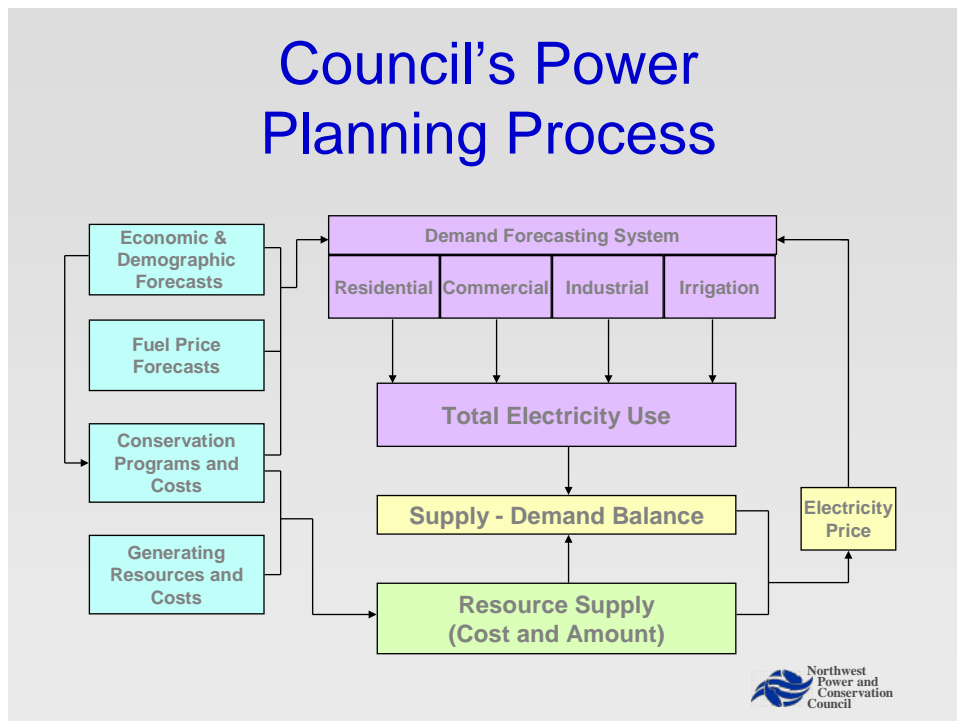 Council’s Power
Planning Process
Economic &
Demographic
Forecasts
Fuel Price
Forecasts
Conservation
Programs and
Costs
Generating
Resources and
Costs
Demand Forecasting System
Residential Commercial Industrial Irrigation
Total Electricity Use
Supply - Demand Balance
Resource Supply
(Cost and Amount)
Electricity
Price
Northwest
Power and
Conservation
Council